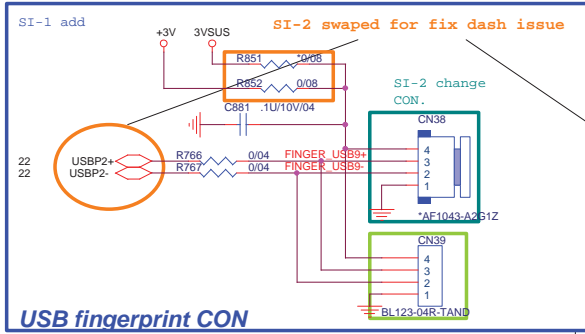 SI-1 add
+3V
3VSUS
SI-2 swaped for fix dash issue
R851
*0/08
R852
0/08
C881
.1U/10V/04
SI-2 change
CON.
CN38
22
USBP2+
R766
0/04
FINGER_USB9+
22
USBP2-
R767
0/04
FINGER_USB9-
4
3
2
1
*AF1043-A2G1Z
CN39
4
3
2
1
BL123-04R-TAND
USB fingerprint CON